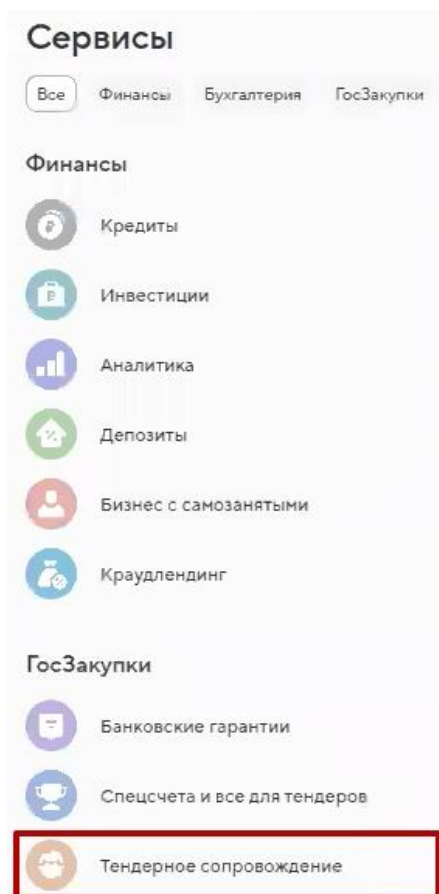 Сервисы
Все Финансы Бухгалтерия ГосЗакупки
Финансы
Кредиты
Инвестиции
Аналитика
Депозиты
Бизнес с самозанятыми
Краудлендинг
ГосЗакупки
Банковские гарантии
Спецсчета и все для тендеров
Тендерное сопровождение